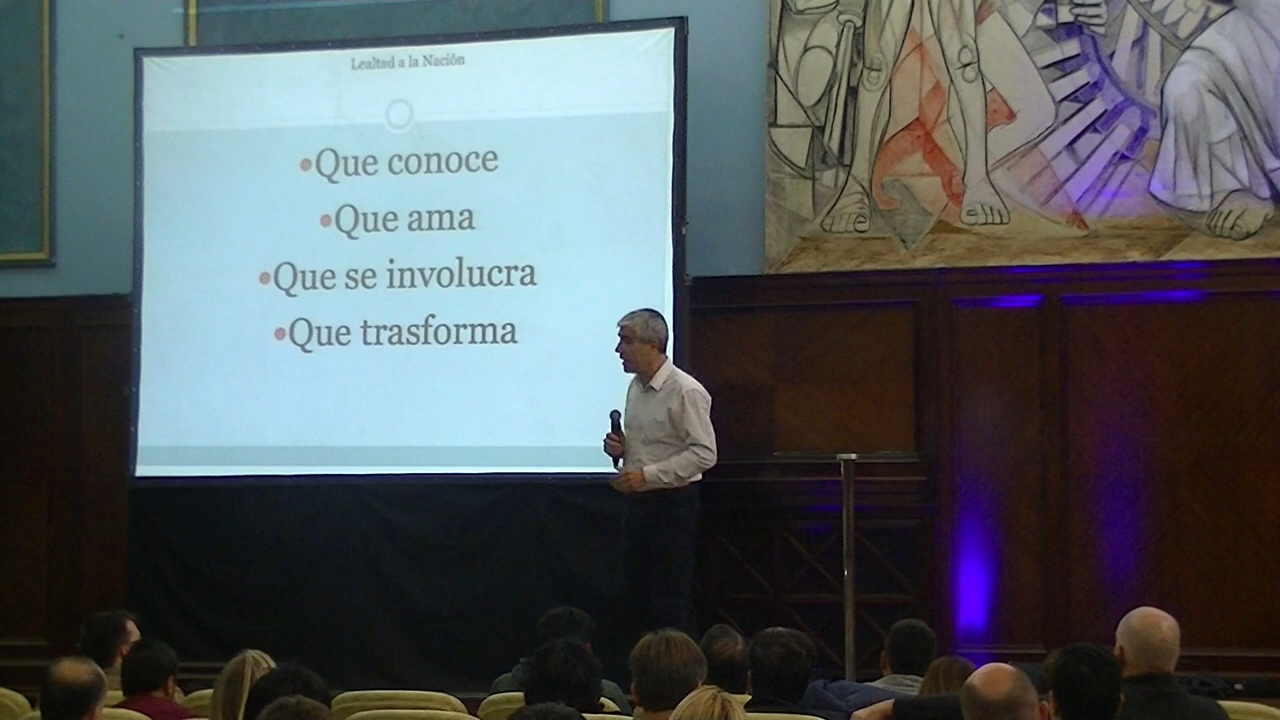 Lealtad a la Nación
•Que conoce
•Que ama
•Que se involucra
•Que trasforma